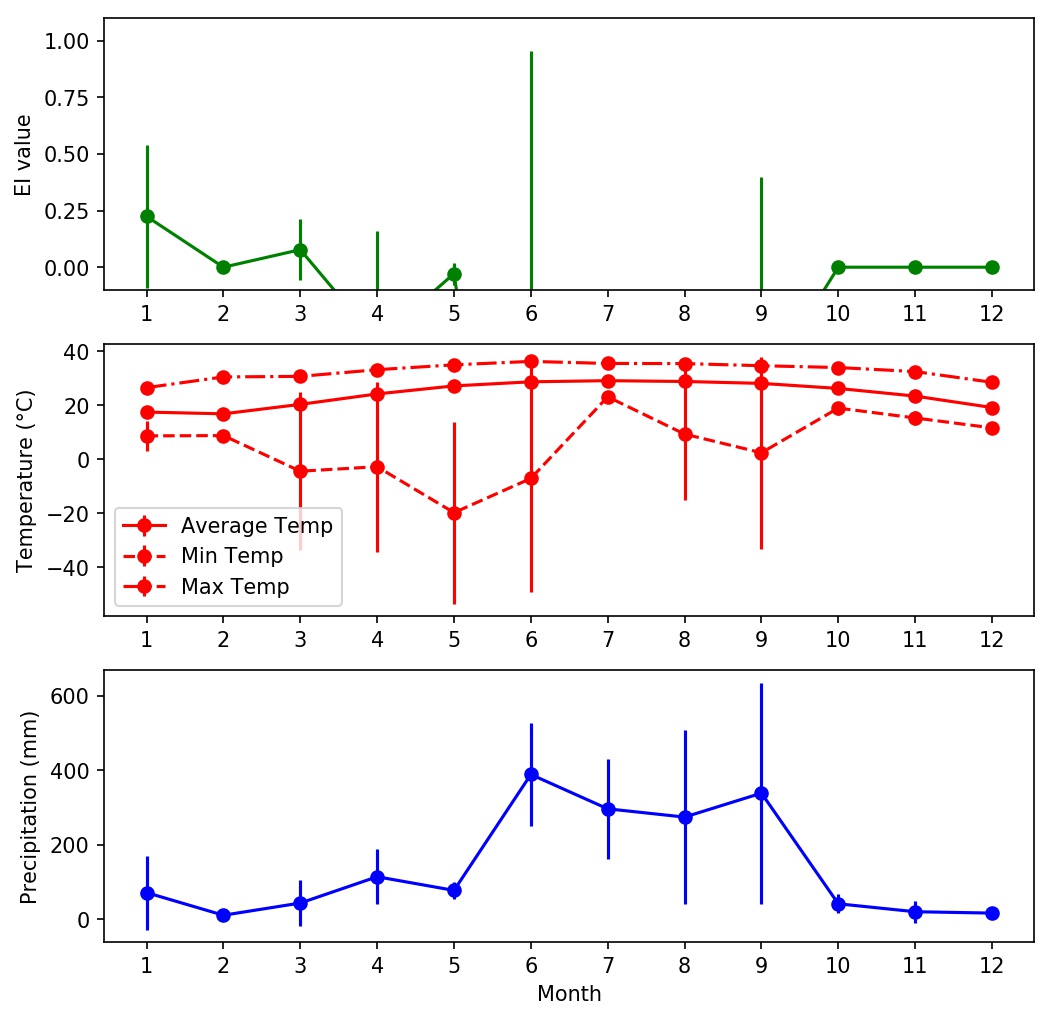 EI value
1.00
0.75
0.50
0.25
0.00
1 2 3 4 5 6 7 8 9 10 11 12
Temperature (°C)
40
20
0
−20
−40
Average Temp
Min Temp
Max Temp
1 2 3 4 5 6 7 8 9 10 11 12
Precipitation (mm)
600
400
200
0
1 2 3 4 5 6 7 8 9 10 11 12
Month